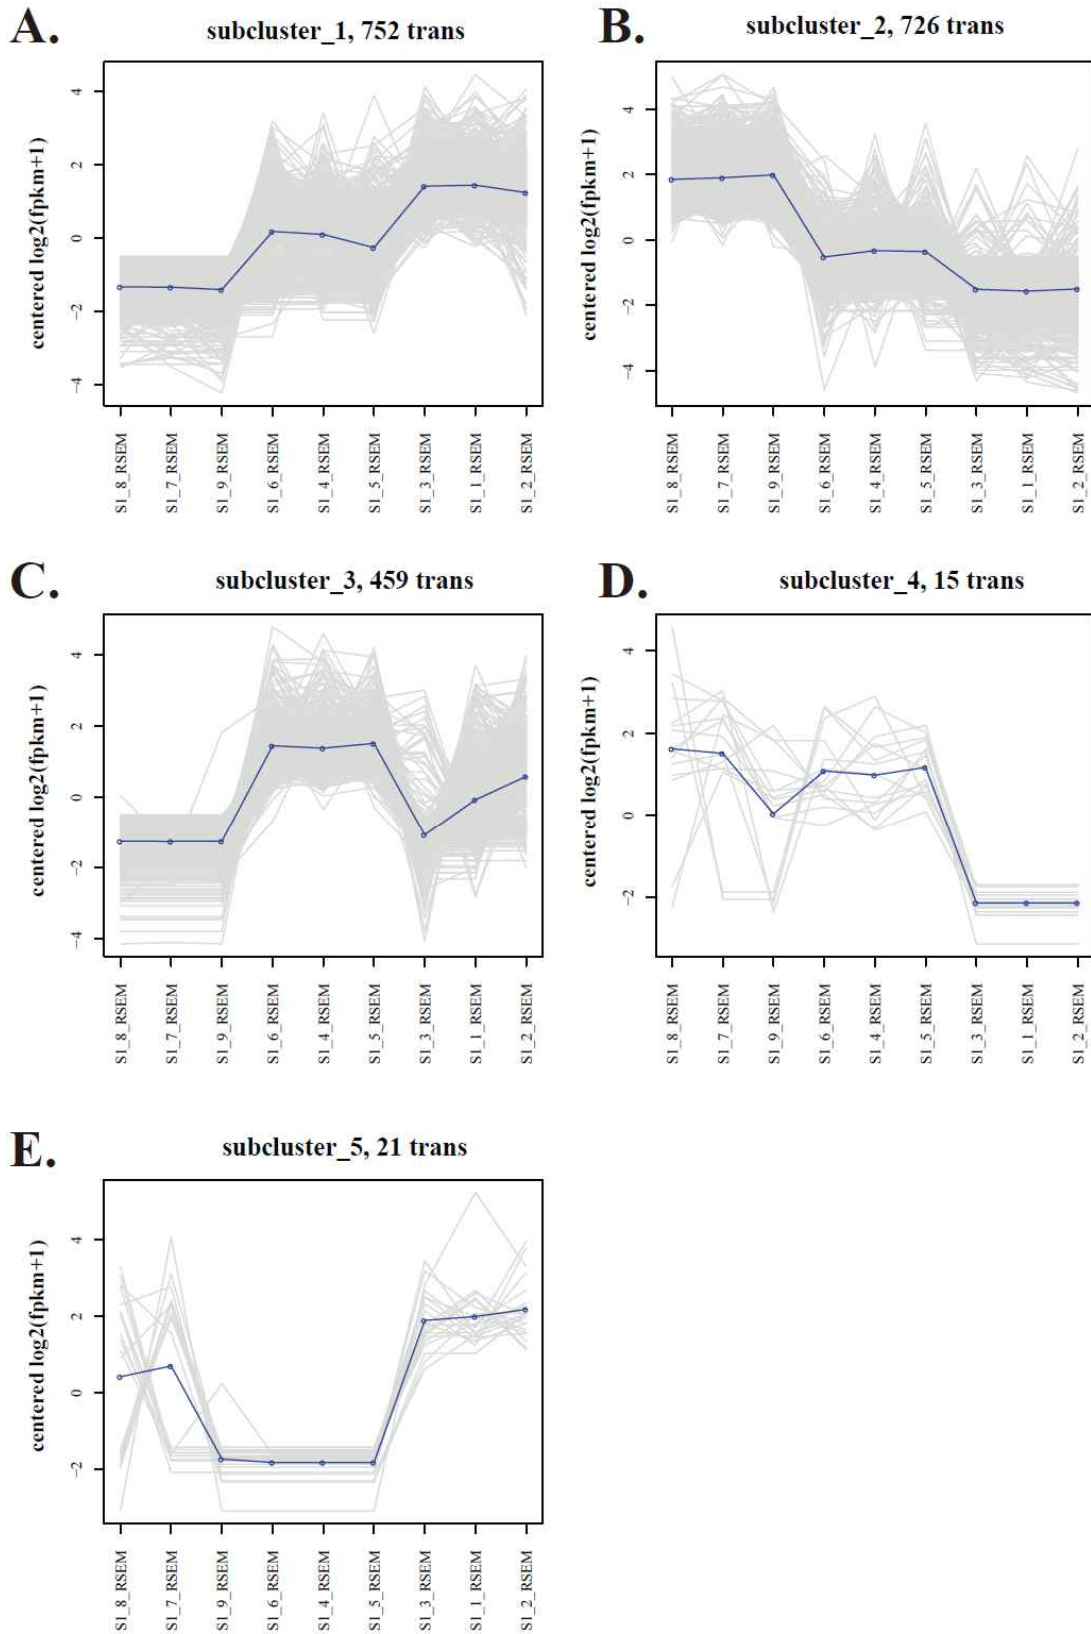 A. subcluster_1, 752 trans
centered log2(fpkm+1)
4
2
0
−2
−4
S1_8_RSEM
S1_7_RSEM
S1_9_RSEM
S1_6_RSEM
S1_4_RSEM
S1_5_RSEM
S1_3_RSEM
S1_1_RSEM
S1_2_RSEM
B. subcluster_2, 726 trans
centered log2(fpkm+1)
4
2
0
−2
−4
S1_8_RSEM
S1_7_RSEM
S1_9_RSEM
S1_6_RSEM
S1_4_RSEM
S1_5_RSEM
S1_3_RSEM
S1_1_RSEM
S1_2_RSEM
C. subcluster_3, 459 trans
centered log2(fpkm+1)
4
2
0
−2
−4
S1_8_RSEM
S1_7_RSEM
S1_9_RSEM
S1_6_RSEM
S1_4_RSEM
S1_5_RSEM
S1_3_RSEM
S1_1_RSEM
S1_2_RSEM
D. subcluster_4, 15 trans
centered log2(fpkm+1)
4
2
0
−2
S1_8_RSEM
S1_7_RSEM
S1_9_RSEM
S1_6_RSEM
S1_4_RSEM
S1_5_RSEM
S1_3_RSEM
S1_1_RSEM
S1_2_RSEM
E. subcluster_5, 21 trans
centered log2(fpkm+1)
4
2
0
−2
S1_8_RSEM
S1_7_RSEM
S1_9_RSEM
S1_6_RSEM
S1_4_RSEM
S1_5_RSEM
S1_3_RSEM
S1_1_RSEM
S1_2_RSEM